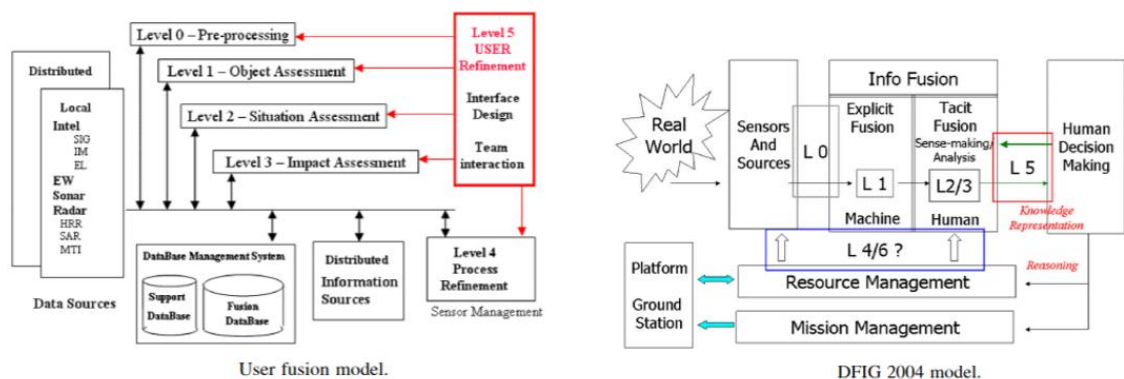 Level 0 – Pre-processing
Level 1 – Object Assessment
Level 2 – Situation Assessment
Level 3 – Impact Assessment
Level 5
USER
Refinement
Interface
Design
Team
interaction
Distributed
Local
Intel
SIG
IM
EL
EW
Sonar
Radar
HRR
SAR
MTI
Data Sources
DataBase Management System
Support
DataBase
Fusion
DataBase
Distributed
Information
Sources
Level 4
Process
Refinement
Sensor Management
User fusion model.
Real
World
Sensors
And
Sources
L 0
Info Fusion
Explicit
Fusion
L 1
Machine
Tacit
Fusion
Sense-making/
Analysis
L2/3
Human
L 5
Human
Decision
Making
Knowledge
Representation
L 4/6 ?
Reasoning
Platform
Ground
Station
Resource Management
Mission Management
DFIG 2004 model.